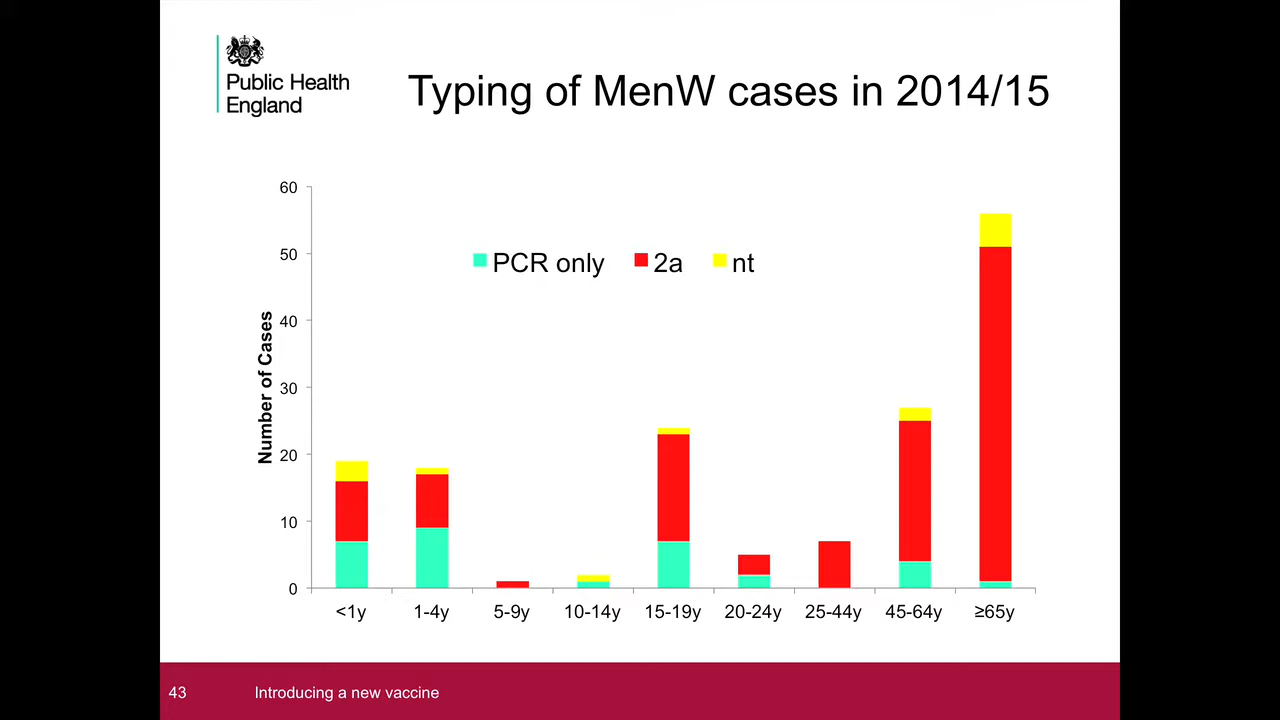 Public Health
England
Typing of MenW cases in 2014/15
60
50
40
30
20
10
0
Number of Cases
PCR only 2a nt
<1y 1-4y 5-9y 10-14y 15-19y 20-24y 25-44y 45-64y ≥65y
43 Introducing a new vaccine